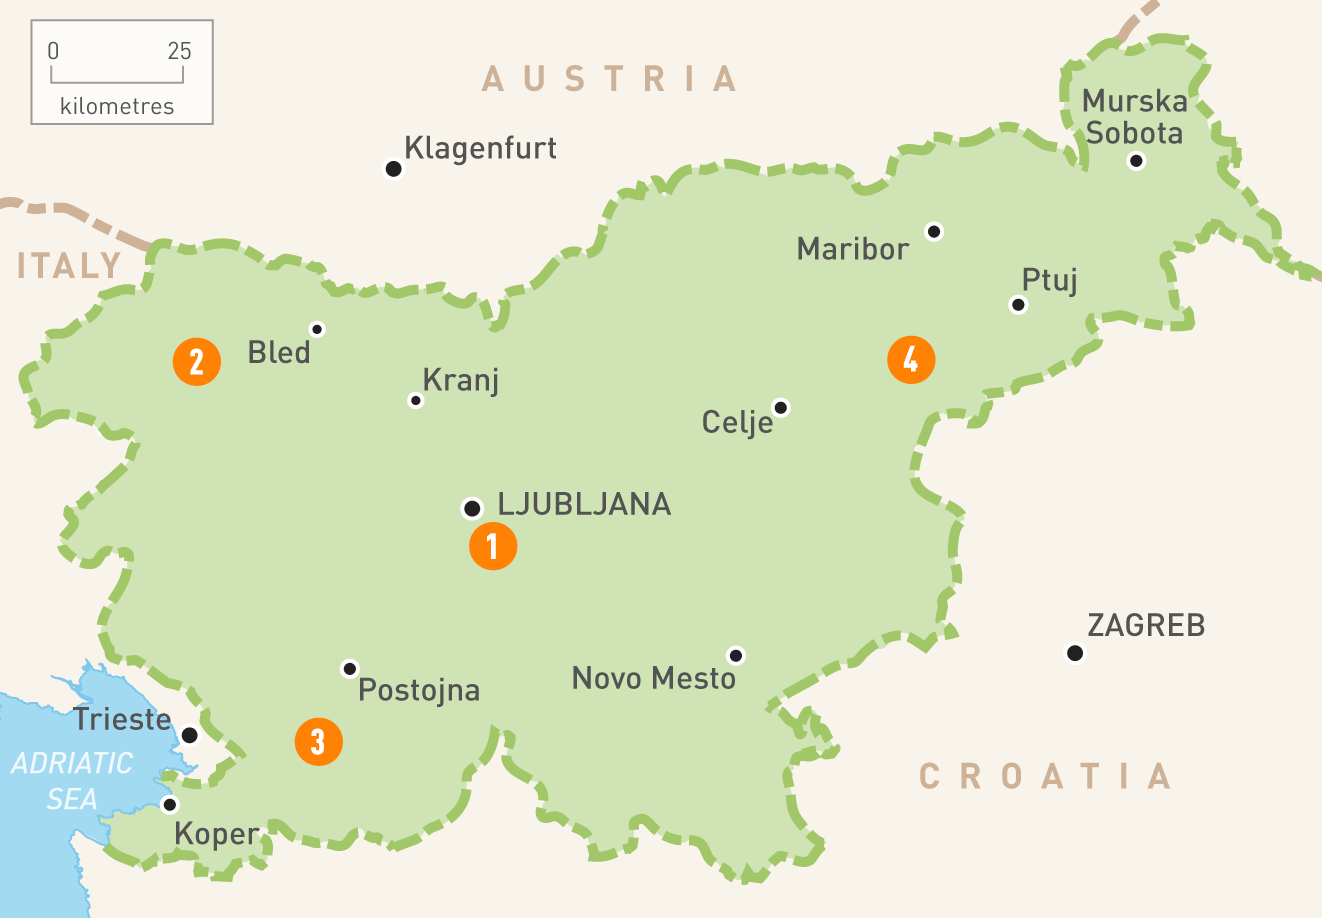 0 25
kilometres
AUSTRIA
Murska
Sobota
Klagenfurt
Maribor
ITALY
Ptuj
Bled
2
4
Kranj
Celje
LJUBLJANA
1
ZAGREB
Novo Mesto
Postojna
Trieste
3
ADRIATIC
SEA
CROATIA
Koper